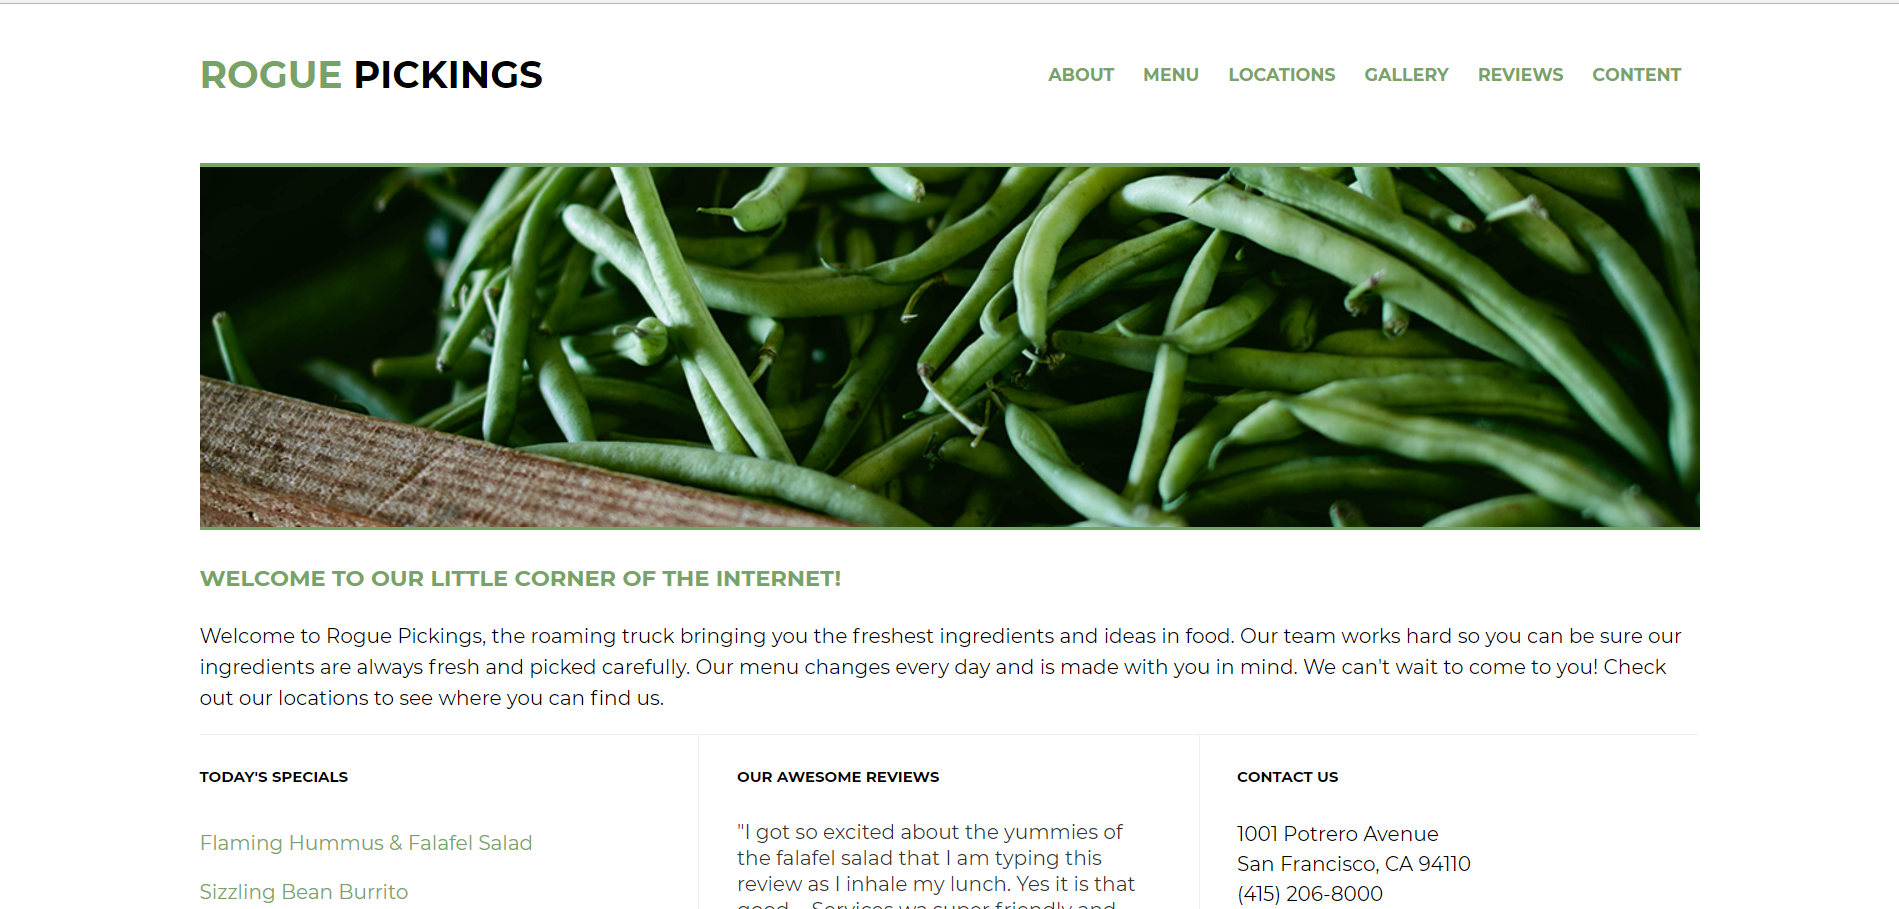 ROGUE PICKINGS
ABOUT MENU LOCATIONS GALLERY REVIEWS CONTENT
WELCOME TO OUR LITTLE CORNER OF THE INTERNET!
Welcome to Rogue Pickings, the roaming truck bringing you the freshest ingredients and ideas in food. Our team works hard so you can be sure our
ingredients are always fresh and picked carefully. Our menu changes every day and is made with you in mind. We can't wait to come to you! Check
out our locations to see where you can find us.
TODAY'S SPECIALS
Flaming Hummus & Falafel Salad
Sizzling Bean Burrito
OUR AWESOME REVIEWS
"I got so excited about the yummies of
the falafel salad that I am typing this
review as I inhale my lunch. Yes it is that
good... Services wa super friendly and
CONTACT US
1001 Potrero Avenue
San Francisco, CA 94110
(415) 206-8000